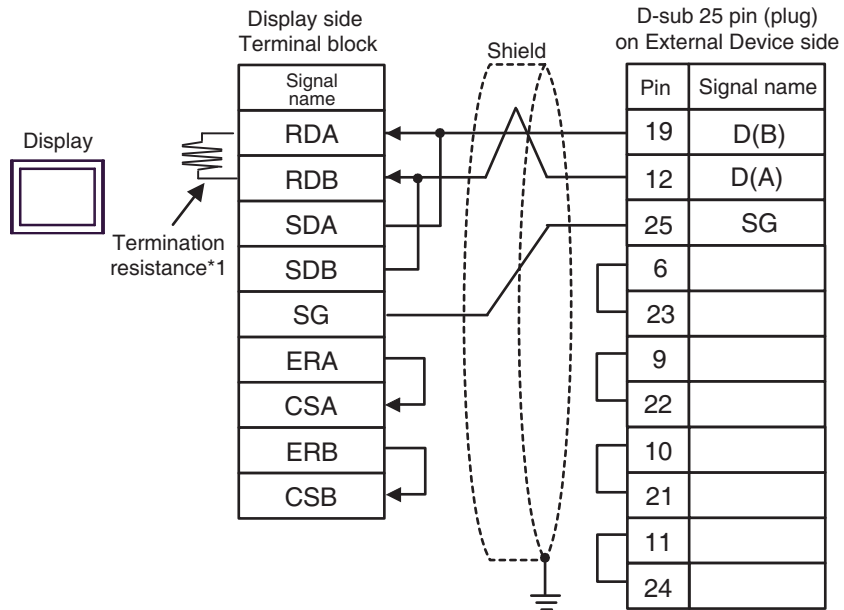 Display side
Terminal block
D-sub 25 pin (plug)
on External Device side
Shield
Display
Termination
resistance*1
Signal
name
RDA
RDB
SDA
SDB
SG
ERA
CSA
ERB
CSB
Pin Signal name
19 D(B)
12 D(A)
25 SG
6
23
9
22
10
21
11
24